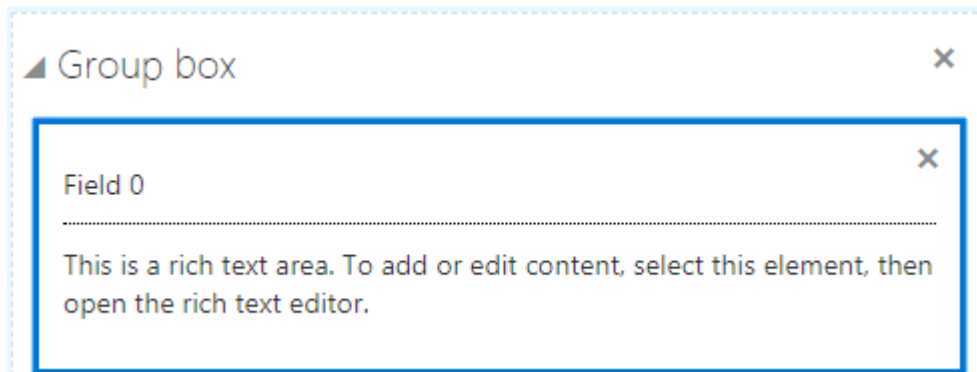 Group box
Field 0
This is a rich text area. To add or edit content, select this element, then
open the rich text editor.